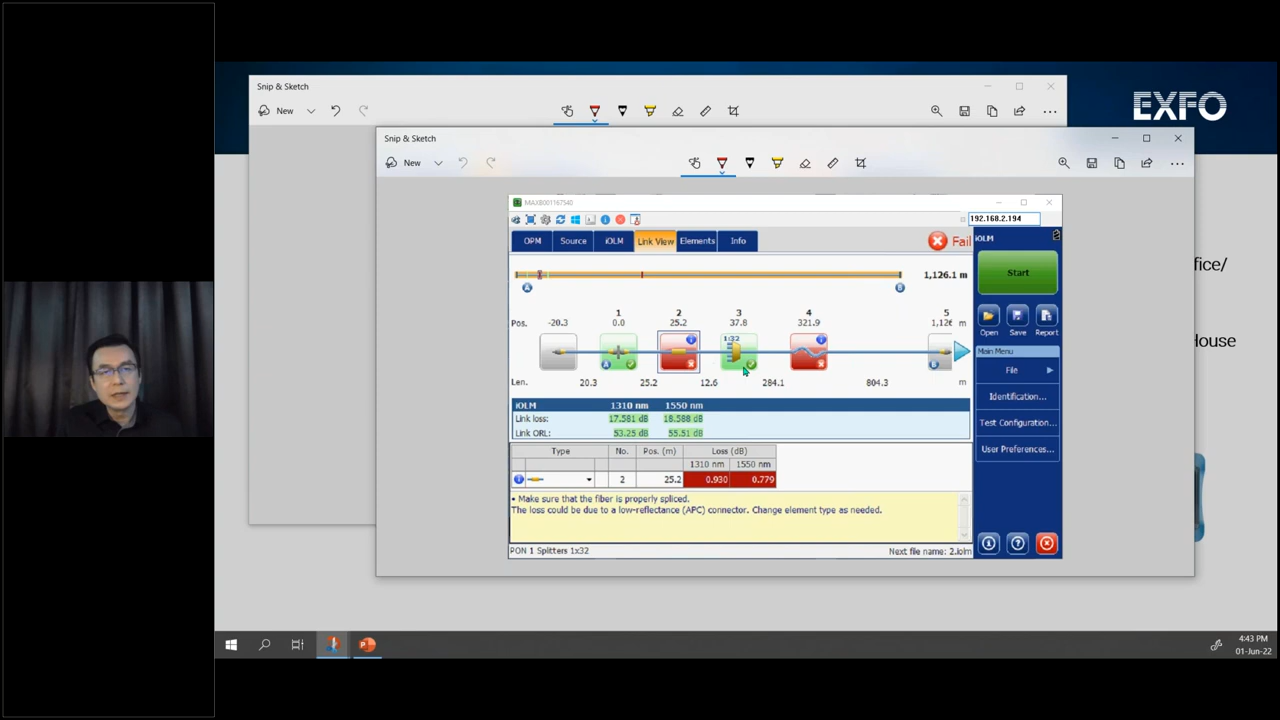 Snip & Sketch
New
EXFO
Snip & Sketch
New
MAXB001167540
192.168.2.194
OPM
Source
iOLM
Link View
Elements
Info
Fail
iOLM
1,126.1 m
A
B
Start
Pos.
-20.3
1
0.0
2
25.2
3
37.8
4
321.9
5
1,126 m
1:32
A
B
Len.
20.3
25.2
12.6
284.1
804.3
m
Open
Save
Report
Main Menu
File
Identification...
Test Configuration...
User Preferences...
iOLM 1310 nm 1550 nm
Link loss: 17.581 dB 18.588 dB
Link ORL: 53.25 dB 55.51 dB
Type No. Pos. (m) Loss (dB)
1310 nm 1550 nm
2 25.2 0.930 0.779
• Make sure that the fiber is properly spliced.
The loss could be due to a low-reflectance (APC) connector. Change element type as needed.
PON 1 Splitters 1x32
Next file name: 2.iolm
ffice/
House
4:43 PM
01-Jun-22